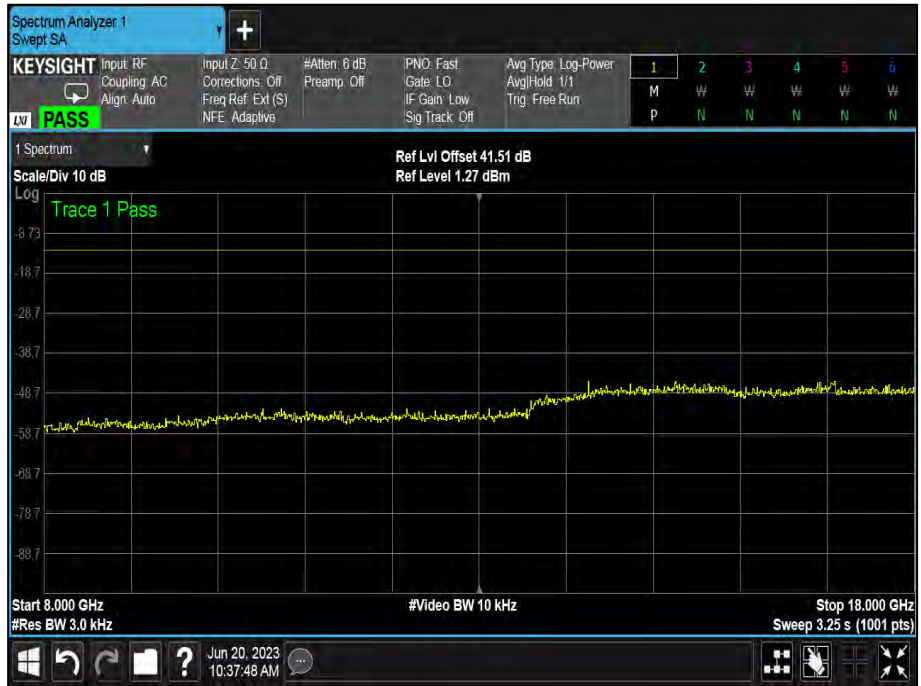 Spectrum Analyzer 1
Swept SA
+
KEYSIGHT
Input: RF
Coupling: AC
Align: Auto
LXI
PASS
Input Z: 50 Ω
Corrections: Off
Freq Ref: Ext (S)
NFE: Adaptive
#Atten: 6 dB
Preamp: Off
PNO: Fast
Gate: LO
IF Gain: Low
Sig Track: Off
Avg Type: Log-Power
Avg|Hold: 1/1
Trig: Free Run
1 2 3 4 5 6
M W W W W W
P N N N N N
1 Spectrum
Scale/Div 10 dB
Ref Lvl Offset 41.51 dB
Ref Level 1.27 dBm
Log
Trace 1 Pass
-8.73
-18.7
-28.7
-38.7
-48.7
-58.7
-68.7
-78.7
-88.7
Start 8.000 GHz
#Res BW 3.0 kHz
#Video BW 10 kHz
Stop 18.000 GHz
Sweep 3.25 s (1001 pts)
?
Jun 20, 2023
10:37:48 AM